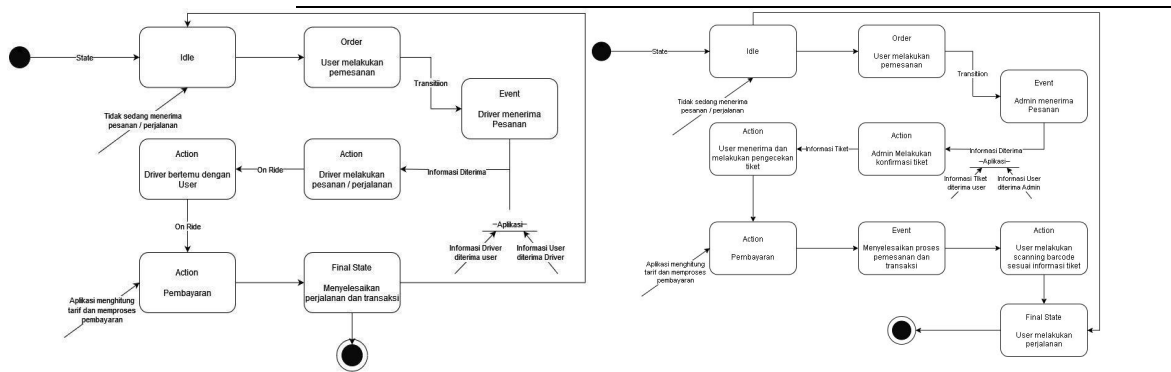 State
Idle
Order
User melakukan
pemesanan
Transitiion
Event
Driver menerima
Pesanan
Tidak sedang menerima
pesanan / perjalanan
Action
Driver bertemu dengan
User
On Ride
Action
Driver melakukan
pesanan / perjalanan
Informasi Diterima
On Ride
Aplikasi
Informasi Driver
diterima user
Informasi User
diterima Driver
Action
Pembayaran
Aplikasi menghitung
tarif dan memproses
pembayaran
Final State
Menyelesaikan
perjalanan dan transaksi
State
Idle
Order
User melakukan
pemesanan
Transitiion
Event
Admin menerima
Pesanan
Tidak sedang menerima
pesanan / perjalanan
Action
User menerima dan
melakukan pengecekan
tiket
Informasi Tiket
Action
Admin Melakukan
konfirmasi tiket
Informasi Diterima
Aplikasi
Informasi Tiket
diterima user
Informasi User
diterima Admin
Action
Pembayaran
Aplikasi menghitung
tarif dan memproses
pembayaran
Event
Menyelesaikan proses
pemesanan dan
transaksi
Action
User melakukan
scanning barcode
sesuai informasi tiket
Final State
User melakukan
perjalanan